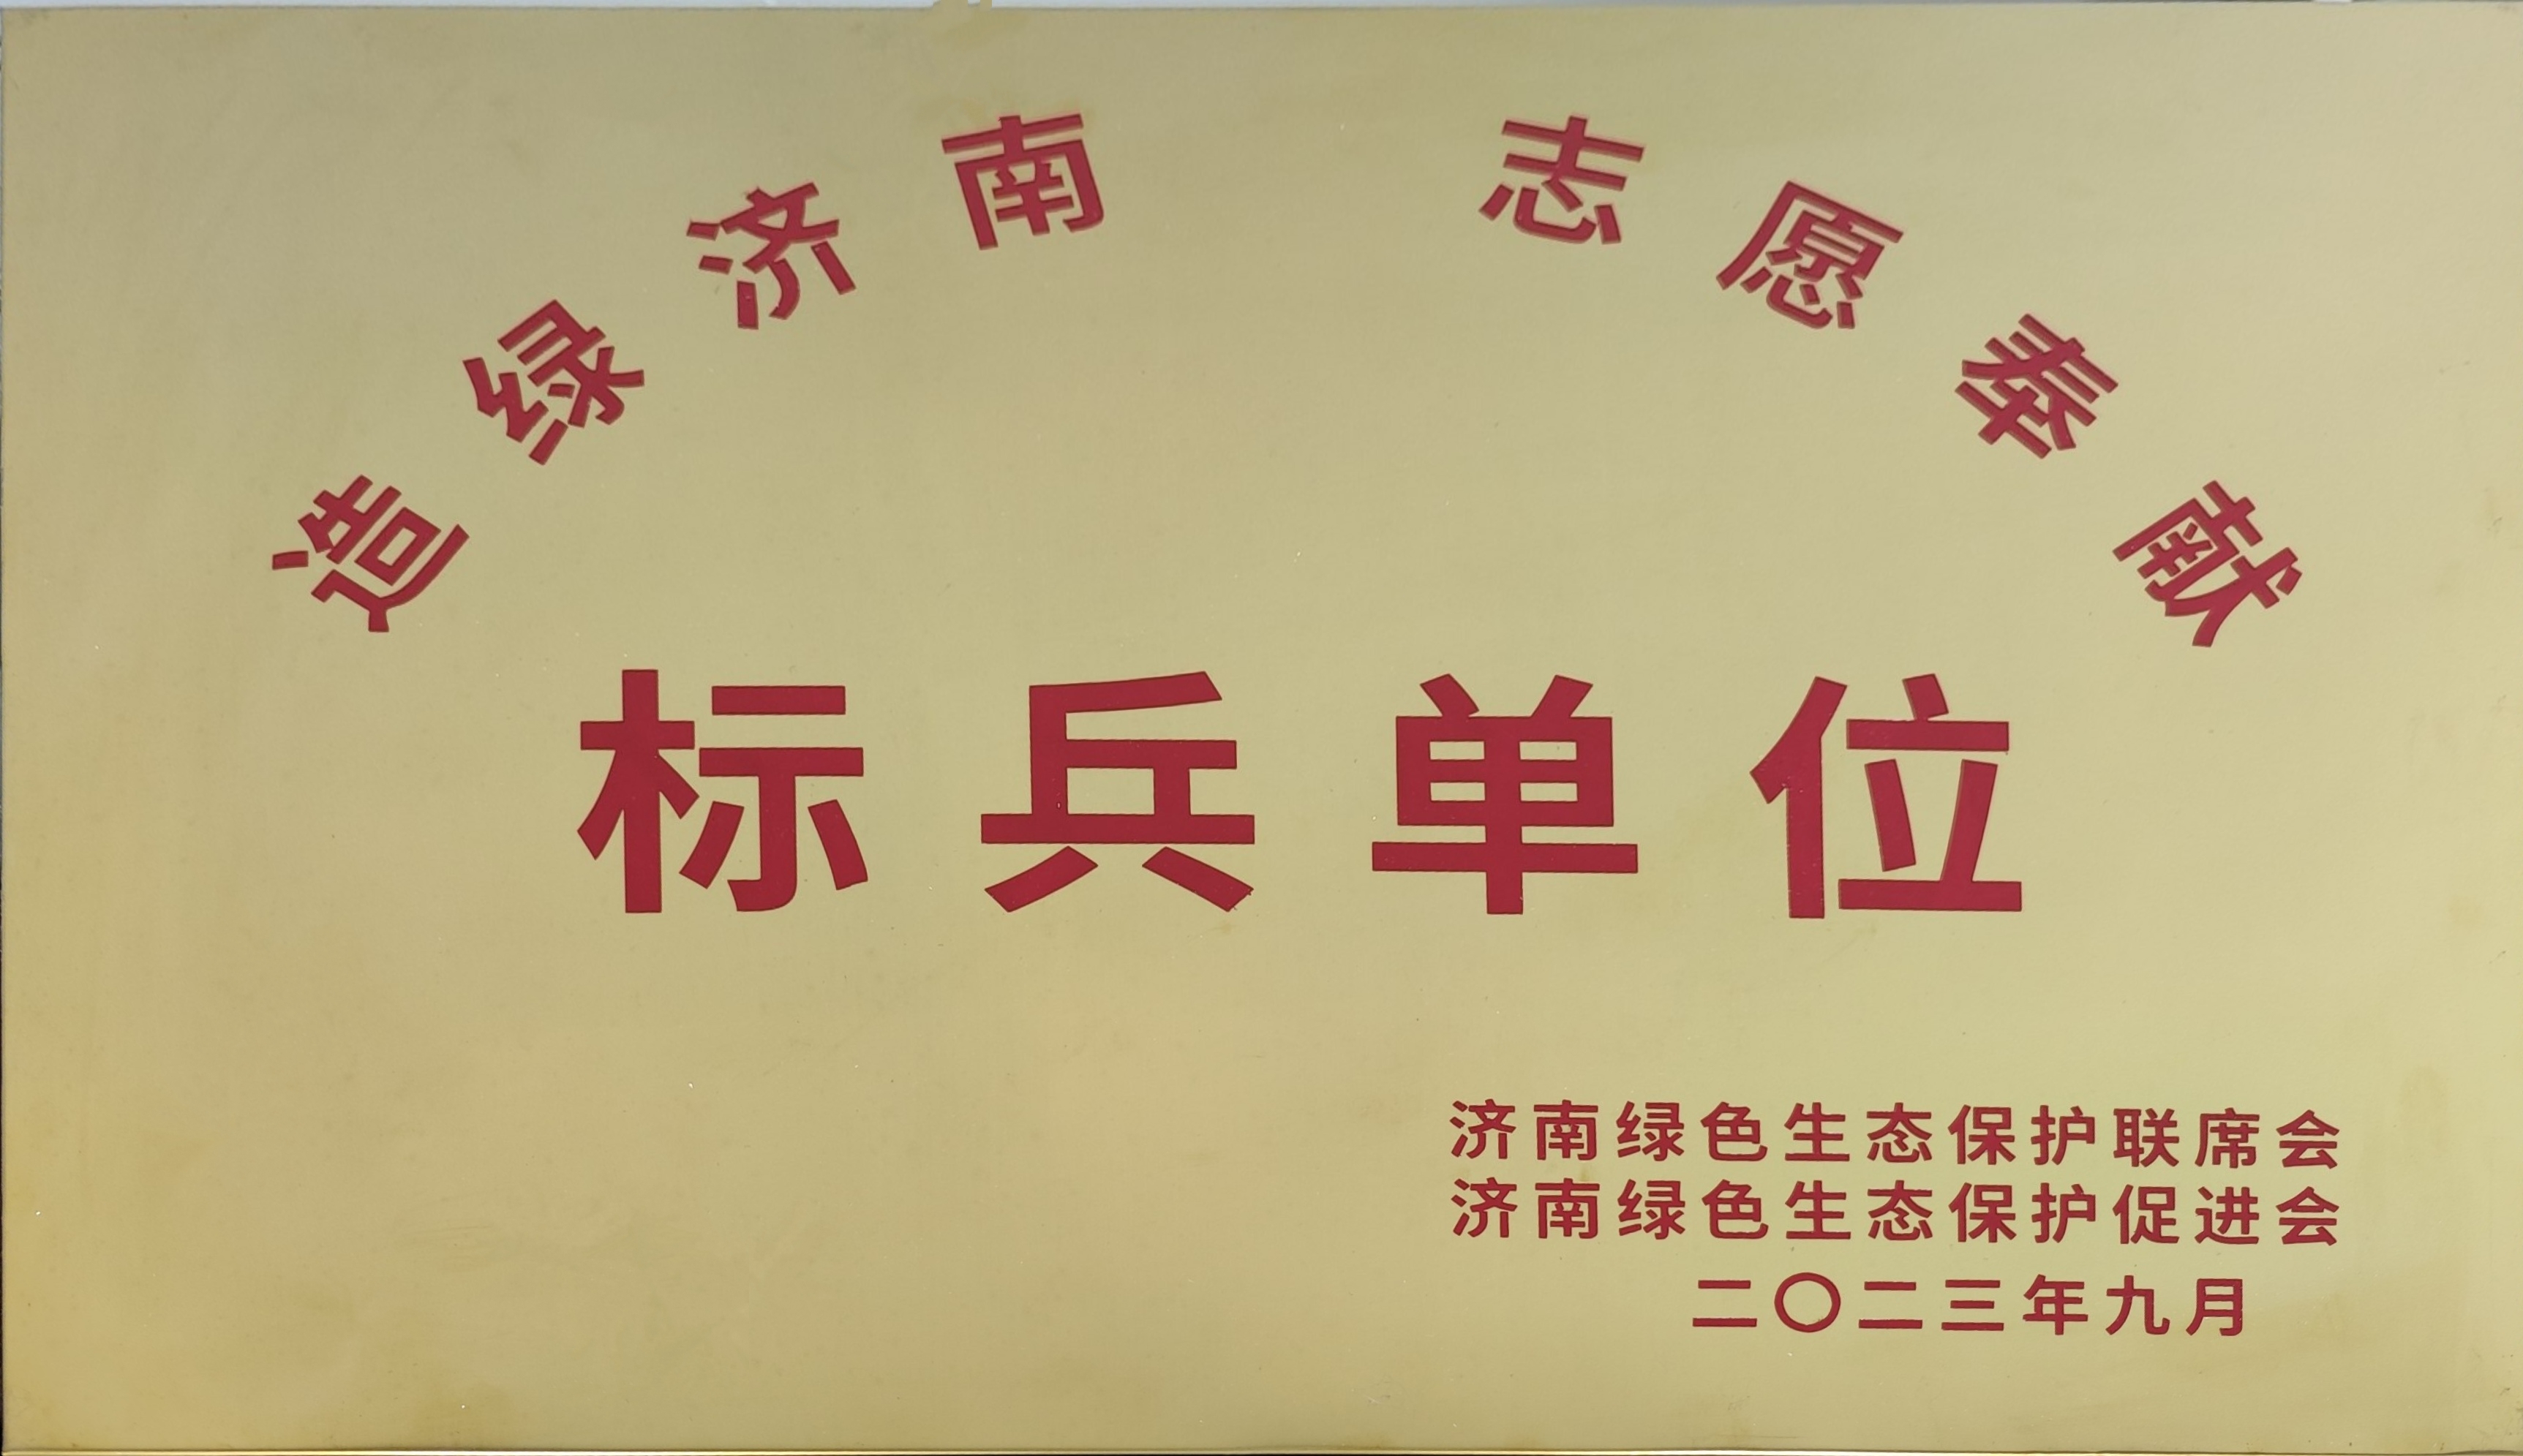 造绿济南 志愿奉献
标兵单位
济南绿色生态保护联席会
济南绿色生态保护促进会
二〇二三年九月